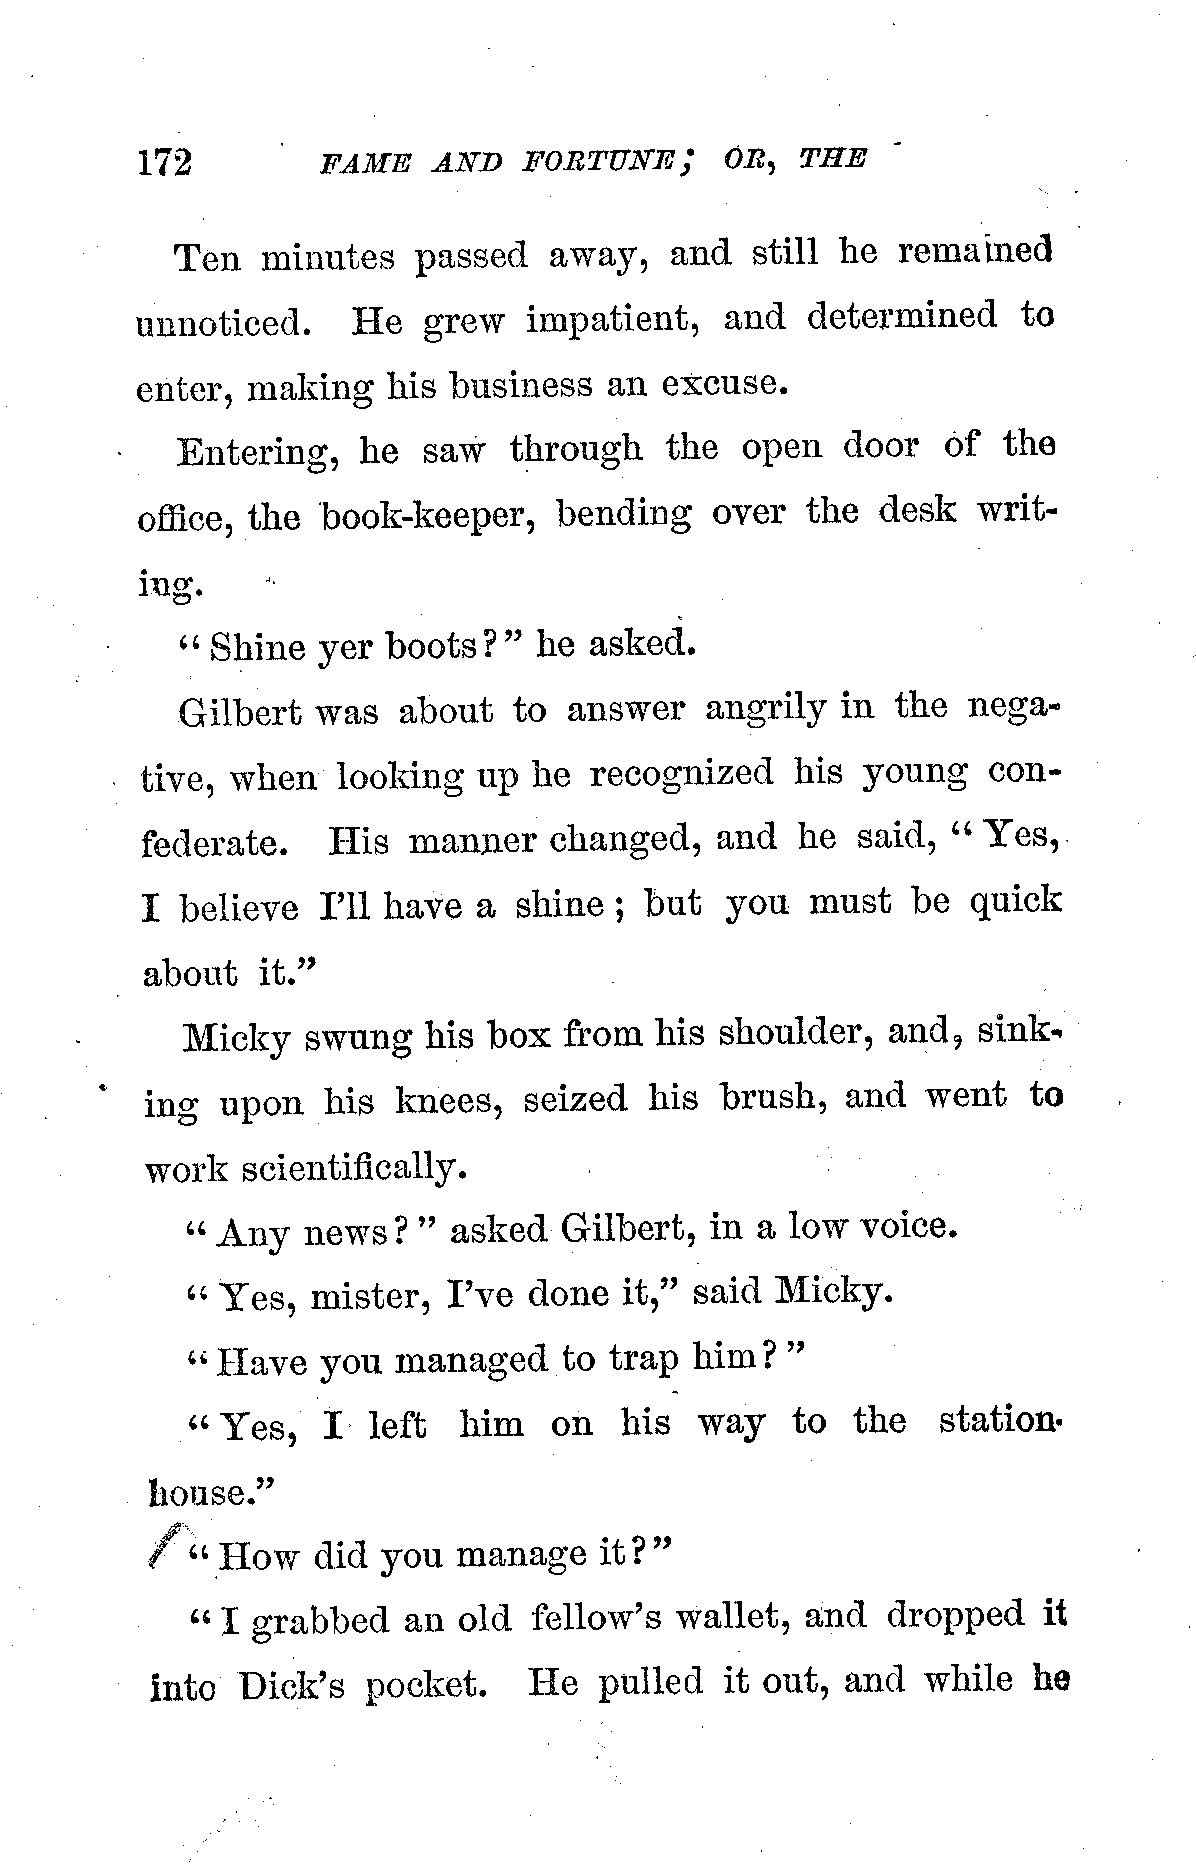 172 FAME AND FORTUNE; OR, THE
Ten minutes passed away, and still he remained
unnoticed. He grew impatient, and determined to
enter, making his business an excuse.
Entering, he saw through the open door of the
office, the book-keeper, bending over the desk writ-
ing.
“Shine yer boots?” he asked.
Gilbert was about to answer angrily in the nega-
tive, when looking up he recognized his young con-
federate. His manner changed, and he said, “Yes,
I believe I’ll have a shine; but you must be quick
about it.”
Micky swung his box from his shoulder, and, sink-
ing upon his knees, seized his brush, and went to
work scientifically.
“Any news?” asked Gilbert, in a low voice.
“Yes, mister, I’ve done it,” said Micky.
“Have you managed to trap him?”
“Yes, I left him on his way to the station-
house.”
“How did you manage it?”
“I grabbed an old fellow’s wallet, and dropped it
into Dick’s pocket. He pulled it out, and while he